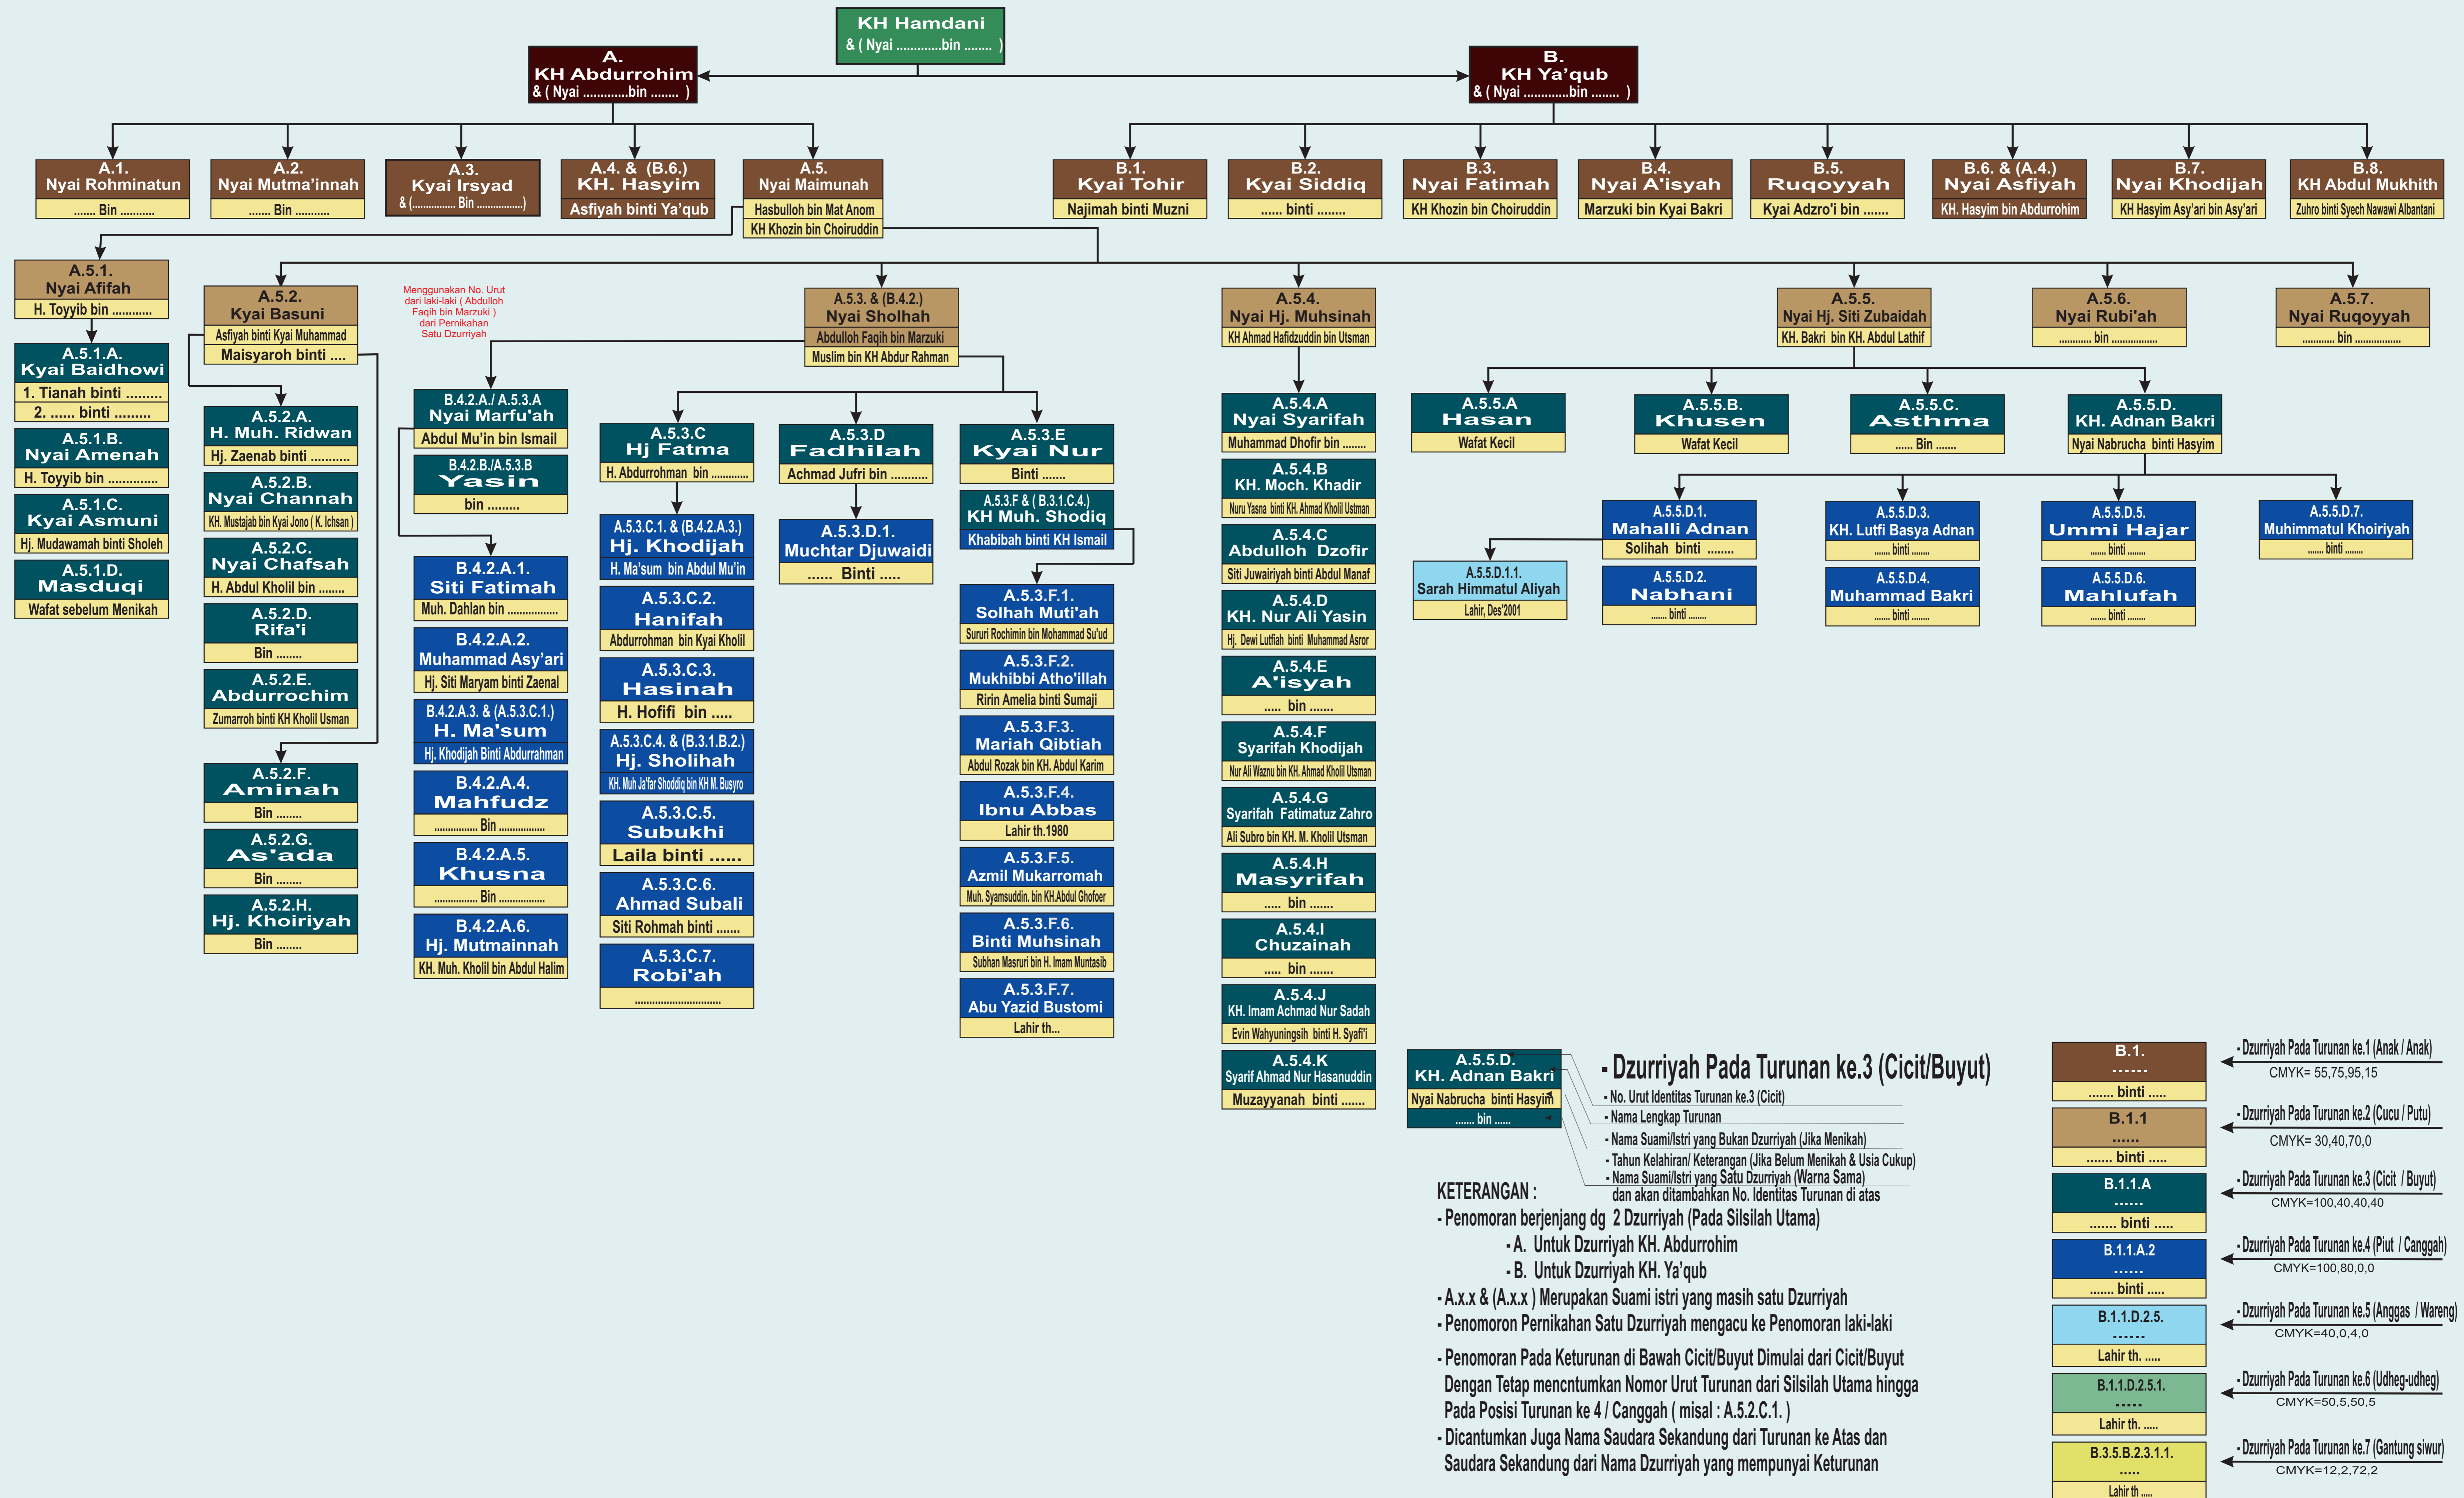 KH Hamdani
& ( Nyai .............bin ........ )
A.
KH Abdurrohim
& ( Nyai .............bin ........ )
B.
KH Ya’qub
& ( Nyai .............bin ........ )
A.1.
Nyai Rohminatun
....... Bin ...........
A.2.
Nyai Mutma’innah
....... Bin ...........
A.3.
Kyai Irsyad
& (............... Bin ................)
A.4. & (B.6.)
KH. Hasyim
Asfiyah binti Ya’qub
A.5.
Nyai Maimunah
Hasbulloh bin Mat Anom
KH Khozin bin Choiruddin
B.1.
Kyai Tohir
Najimah binti Muzni
B.2.
Kyai Siddiq
...... binti ........
B.3.
Nyai Fatimah
KH Khozin bin Choiruddin
B.4.
Nyai A'isyah
Marzuki bin Kyai Bakri
B.5.
Ruqoyyah
Kyai Adzro'i bin .......
B.6. & (A.4.)
Nyai Asfiyah
KH. Hasyim bin Abdurrohim
B.7.
Nyai Khodijah
KH Hasyim Asy’ari bin Asy’ari
B.8.
KH Abdul Mukhith
Zuhro binti Syech Nawawi Albantani
A.5.1.
Nyai Afifah
H. Toyyib bin ............
A.5.1.A.
Kyai Baidhowi
1. Tianah binti .........
2. ...... binti .........
A.5.1.B.
Nyai Amenah
H. Toyyib bin .............
A.5.1.C.
Kyai Asmuni
Hj. Mudawamah binti Sholeh
A.5.1.D.
Masduqi
Wafat sebelum Menikah
A.5.2.
Kyai Basuni
Asfiyah binti Kyai Muhammad
Maisyaroh binti ....
A.5.2.A.
H. Muh. Ridwan
Hj. Zaenab binti ...........
A.5.2.B.
Nyai Channah
KH. Mustajab bin Kyai Jono ( K. Ichsan )
A.5.2.C.
Nyai Chafsah
H. Abdul Kholil bin ........
A.5.2.D.
Rifa'i
Bin ........
A.5.2.E.
Abdurrochim
Zumarroh binti KH Kholil Usman
A.5.2.F.
Aminah
Bin ........
A.5.2.G.
As'ada
Bin ........
A.5.2.H.
Hj. Khoiriyah
Bin ........
Menggunakan No. Urut
dari laki-laki ( Abdulloh
Faqih bin Marzuki )
dari Pernikahan
Satu Dzurriyah
A.5.3. & (B.4.2.)
Nyai Sholhah
Abdulloh Faqih bin Marzuki
Muslim bin KH Abdur Rahman
B.4.2.A./ A.5.3.A
Nyai Marfu'ah
Abdul Mu’in bin Ismail
B.4.2.B./A.5.3.B
Yasin
bin .........
B.4.2.A.1.
Siti Fatimah
Muh. Dahlan bin ................
B.4.2.A.2.
Muhammad Asy’ari
Hj. Siti Maryam binti Zaenal
B.4.2.A.3. & (A.5.3.C.1.)
H. Ma'sum
Hj. Khodijah Binti Abdurrahman
B.4.2.A.4.
Mahfudz
................ Bin .................
B.4.2.A.5.
Khusna
................ Bin .................
B.4.2.A.6.
Hj. Mutmainnah
KH. Muh. Kholil bin Abdul Halim
A.5.3.C
Hj Fatma
H. Abdurrohman bin .............
A.5.3.C.1. & (B.4.2.A.3.)
Hj. Khodijah
H. Ma’sum bin Abdul Mu’in
A.5.3.C.2.
Hanifah
Abdurrohman bin Kyai Kholil
A.5.3.C.3.
Hasinah
H. Hofifi bin .....
A.5.3.C.4. & (B.3.1.B.2.)
Hj. Sholihah
KH. Muh Ja'far Shoddiq bin KH M. Busyro
A.5.3.C.5.
Subukhi
Laila binti ......
A.5.3.C.6.
Ahmad Subali
Siti Rohmah binti .......
A.5.3.C.7.
Robi'ah
..............................
A.5.3.D
Fadhilah
Achmad Jufri bin ...........
A.5.3.D.1.
Muchtar Djuwaidi
...... Binti .....
A.5.3.E
Kyai Nur
Binti .......
A.5.3.F & ( B.3.1.C.4.)
KH Muh. Shodiq
Khabibah binti KH Ismail
A.5.3.F.1.
Solhah Muti'ah
Sururi Rochimin bin Mohammad Su'ud
A.5.3.F.2.
Mukhibbi Atho'illah
Ririn Amelia binti Sumaji
A.5.3.F.3.
Mariah Qibtiah
Abdul Rozak bin KH. Abdul Karim
A.5.3.F.4.
Ibnu Abbas
Lahir th.1980
A.5.3.F.5.
Azmil Mukarromah
Muh. Syamsuddin. bin KH.Abdul Ghofoer
A.5.3.F.6.
Binti Muhsinah
Subhan Masruri bin H. Imam Muntasib
A.5.3.F.7.
Abu Yazid Bustomi
Lahir th...
A.5.4.
Nyai Hj. Muhsinah
KH Ahmad Hafidzuddin bin Utsman
A.5.4.A
Nyai Syarifah
Muhammad Dhofir bin ........
A.5.4.B
KH. Moch. Khadir
Nuru Yasna binti KH. Ahmad Kholil Ustman
A.5.4.C
Abdulloh Dzofir
Siti Juwairiyah binti Abdul Manaf
A.5.4.D
KH. Nur Ali Yasin
Hj. Dewi Lutfiah binti Muhammad Asror
A.5.4.E
A'isyah
..... bin .......
A.5.4.F
Syarifah Khodijah
Nur Ali Waznu bin KH. Ahmad Kholil Utsman
A.5.4.G
Syarifah Fatimatuz Zahro
Ali Subro bin KH. M. Kholil Utsman
A.5.4.H
Masyrifah
..... bin .......
A.5.4.I
Chuzainah
..... bin .......
A.5.4.J
KH. Imam Achmad Nur Sadah
Evin Wahyuningsih binti H. Syafi'i
A.5.4.K
Syarif Ahmad Nur Hasanuddin
Muzayyanah binti .......
A.5.5.
Nyai Hj. Siti Zubaidah
KH. Bakri bin KH. Abdul Lathif
A.5.6.
Nyai Rubi'ah
............ bin .................
A.5.7.
Nyai Ruqoyyah
............ bin .................
A.5.5.A
Hasan
Wafat Kecil
A.5.5.B.
Khusen
Wafat Kecil
A.5.5.C.
Asthma
...... Bin .......
A.5.5.D.
KH. Adnan Bakri
Nyai Nabrucha binti Hasyim
A.5.5.D.1.
Mahalli Adnan
Solihah binti ........
A.5.5.D.1.1.
Sarah Himmatul Aliyah
Lahir, Des'2001
A.5.5.D.2.
Nabhani
....... binti ........
A.5.5.D.3.
KH. Lutfi Basya Adnan
....... binti ........
A.5.5.D.4.
Muhammad Bakri
....... binti ........
A.5.5.D.5.
Ummi Hajar
....... binti ........
A.5.5.D.6.
Mahlufah
....... binti ........
A.5.5.D.7.
Muhimmatul Khoiriyah
....... binti ........
A.5.5.D.
KH. Adnan Bakri
Nyai Nabrucha binti Hasyim
....... bin ......
- Dzurriyah Pada Turunan ke.3 (Cicit/Buyut)
- No. Urut Identitas Turunan ke.3 (Cicit)
- Nama Lengkap Turunan
- Nama Suami/Istri yang Bukan Dzurriyah (Jika Menikah)
- Tahun Kelahiran/ Keterangan (Jika Belum Menikah & Usia Cukup)
- Nama Suami/Istri yang Satu Dzurriyah (Warna Sama)
dan akan ditambahkan No. Identitas Turunan di atas
KETERANGAN :
- Penomoran berjenjang dg 2 Dzurriyah (Pada Silsilah Utama)
- A. Untuk Dzurriyah KH. Abdurrohim
- B. Untuk Dzurriyah KH. Ya’qub
- A.x.x & (A.x.x ) Merupakan Suami istri yang masih satu Dzurriyah
- Penomoron Pernikahan Satu Dzurriyah mengacu ke Penomoran laki-laki
- Penomoran Pada Keturunan di Bawah Cicit/Buyut Dimulai dari Cicit/Buyut
Dengan Tetap mencntumkan Nomor Urut Turunan dari Silsilah Utama hingga
Pada Posisi Turunan ke 4 / Canggah ( misal : A.5.2.C.1. )
- Dicantumkan Juga Nama Saudara Sekandung dari Turunan ke Atas dan
Saudara Sekandung dari Nama Dzurriyah yang mempunyai Keturunan
B.1.
------
....... binti .....
- Dzurriyah Pada Turunan ke.1 (Anak / Anak)
CMYK= 55,75,95,15
B.1.1
......
....... binti .....
- Dzurriyah Pada Turunan ke.2 (Cucu / Putu)
CMYK= 30,40,70,0
B.1.1.A
......
....... binti .....
- Dzurriyah Pada Turunan ke.3 (Cicit / Buyut)
CMYK=100,40,40,40
B.1.1.A.2
......
....... binti .....
- Dzurriyah Pada Turunan ke.4 (Piut / Canggah)
CMYK=100,80,0,0
B.1.1.D.2.5.
------
Lahir th. .....
- Dzurriyah Pada Turunan ke.5 (Anggas / Wareng)
CMYK=40,0,4,0
B.1.1.D.2.5.1.
-----
Lahir th. .....
- Dzurriyah Pada Turunan ke.6 (Udheg-udheg)
CMYK=50,5,50,5
B.3.5.B.2.3.1.1.
.....
Lahir th .....
- Dzurriyah Pada Turunan ke.7 (Gantung siwur)
CMYK=12,2,72,2